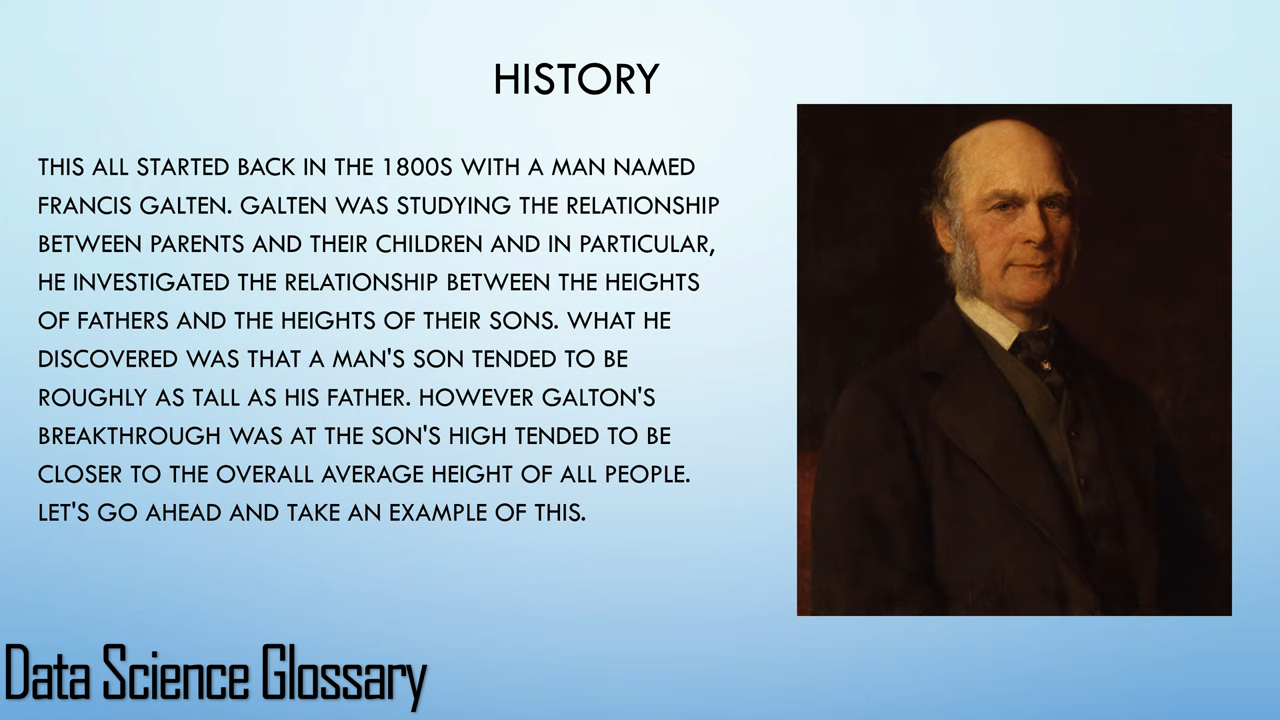 HISTORY
THIS ALL STARTED BACK IN THE 1800S WITH A MAN NAMED
FRANCIS GALTEN. GALTEN WAS STUDYING THE RELATIONSHIP
BETWEEN PARENTS AND THEIR CHILDREN AND IN PARTICULAR,
HE INVESTIGATED THE RELATIONSHIP BETWEEN THE HEIGHTS
OF FATHERS AND THE HEIGHTS OF THEIR SONS. WHAT HE
DISCOVERED WAS THAT A MAN'S SON TENDED TO BE
ROUGHLY AS TALL AS HIS FATHER. HOWEVER GALTON'S
BREAKTHROUGH WAS AT THE SON'S HIGH TENDED TO BE
CLOSER TO THE OVERALL AVERAGE HEIGHT OF ALL PEOPLE.
LET'S GO AHEAD AND TAKE AN EXAMPLE OF THIS.
Data Science Glossary